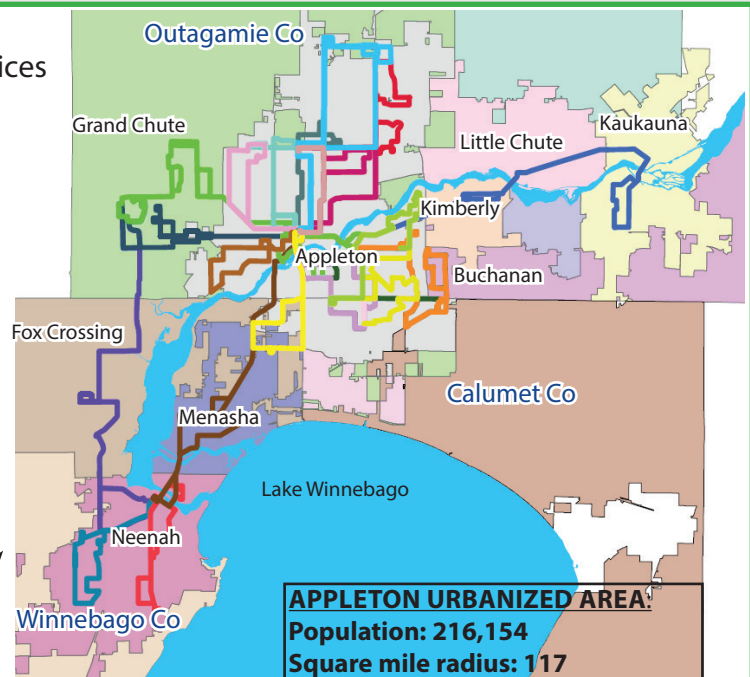 Outagamie Co
ices
Grand Chute
Kaukauna
Little Chute
Kimberly
Appleton
Buchanan
Fox Crossing
Calumet Co
Menasha
Lake Winnebago
Neenah
Winnebago Co
APPLETON URBANIZED AREA:
Population: 216,154
Square mile radius: 117